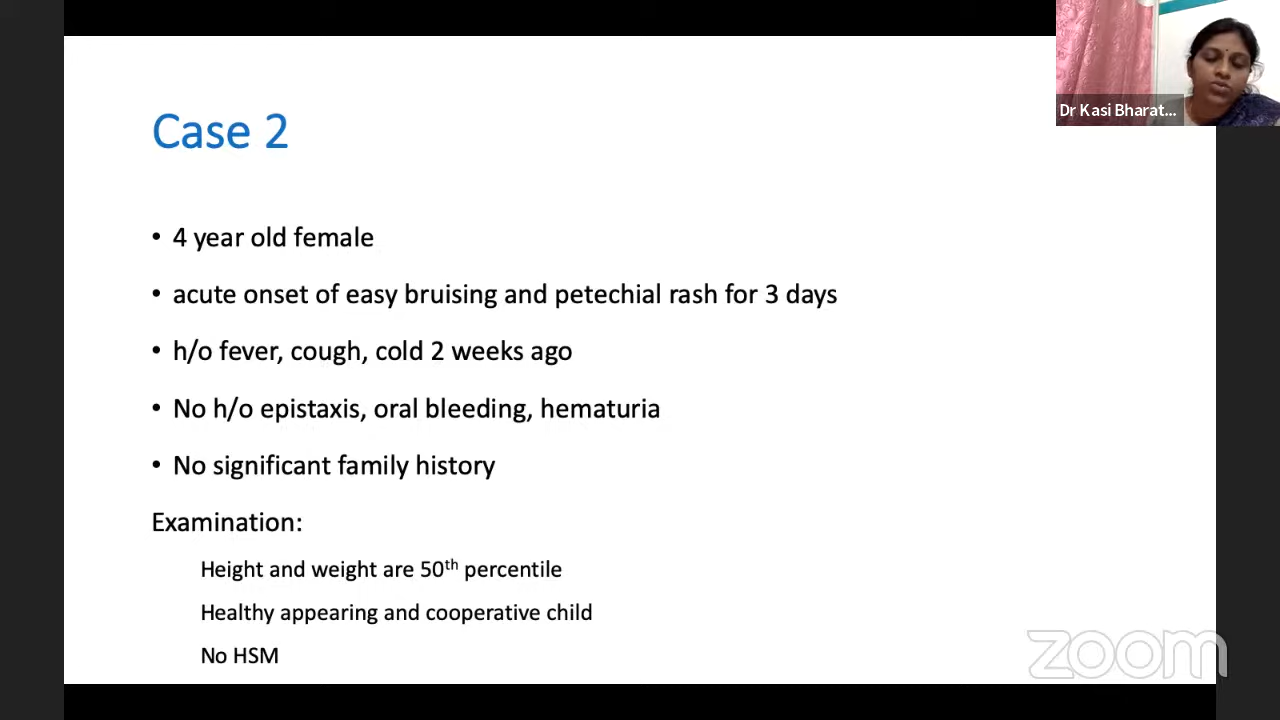 Dr Kasi Bharat...
Case 2
• 4 year old female
• acute onset of easy bruising and petechial rash for 3 days
• h/o fever, cough, cold 2 weeks ago
• No h/o epistaxis, oral bleeding, hematuria
• No significant family history
Examination:
Height and weight are 50th percentile
Healthy appearing and cooperative child
No HSM
zoom